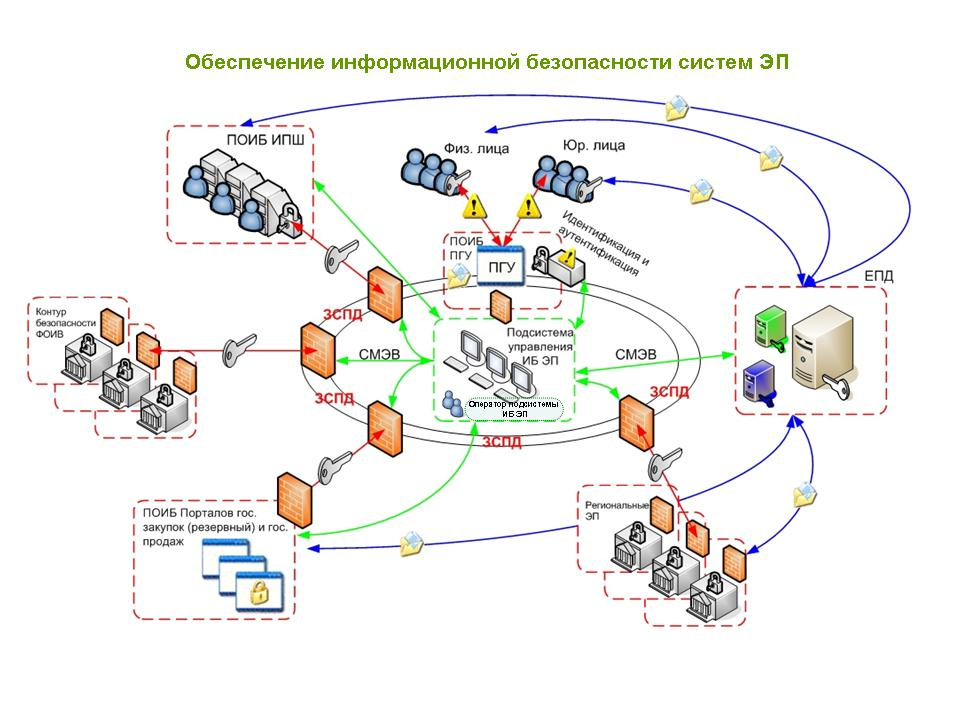 Обеспечение информационной безопасности систем ЭП
ПОИБ ИПШ
Физ. лица
Юр. лица
Идентификация и
аутентификация
ПОИБ
ПГУ
ПГУ
ЕПД
Контур
безопасности
ФОИВ
ЗСПД
СМЭВ
Подсистема
управления
ИБ ЭП
СМЭВ
Оператор подсистемы
ИБ ЭП
ЗСПД
ЗСПД
ЗСПД
ПОИБ Порталов гос.
закупок (резервный) и гос.
продаж
Региональные
ЭП